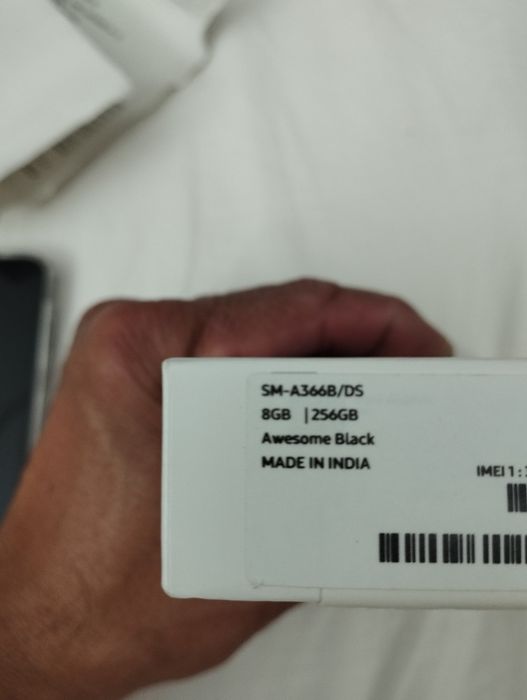 SM-A366B/DS
8GB | 256GB
Awesome Black
MADE IN INDIA
IMEI 1 :